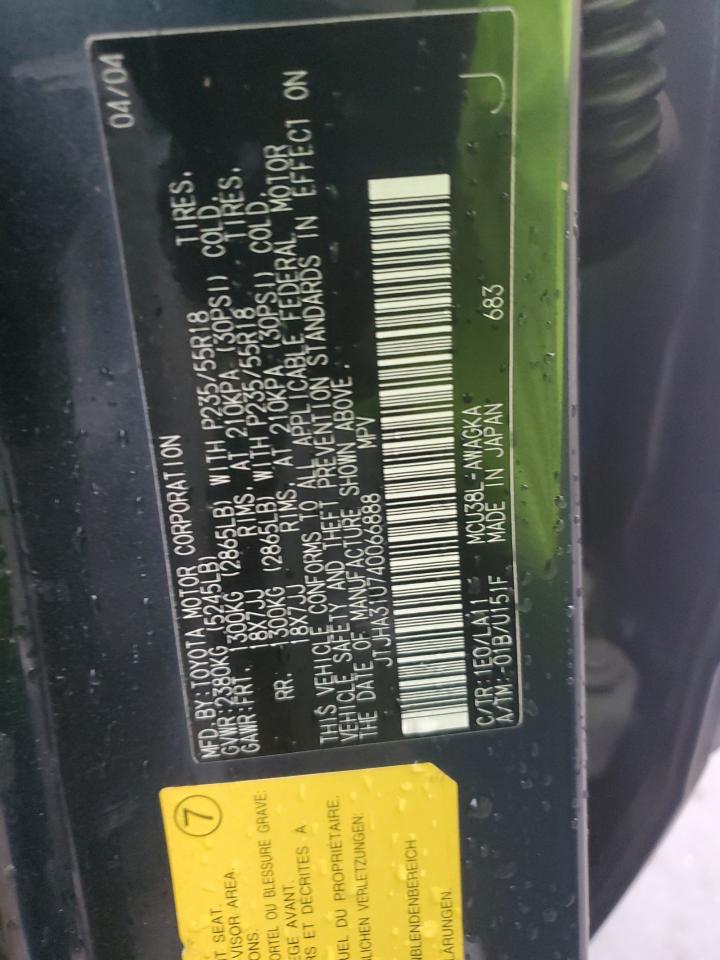 MFD.BY:TOYOTA MOTOR CORPORATION 04/04
GVWR:2380KG (5245LB)
GAWR:FRT. 1300KG (2865LB) WITH P235/55R18 TIRES,
18X7JJ RIMS, AT 210KPA (30PSI) COLD,
RR. 1300KG (2865LB) WITH P235/55R18 TIRES,
18X7JJ RIMS, AT 210KPA (30PSI) COLD,
THIS VEHICLE CONFORMS TO ALL APPLICABLE FEDERAL MOTOR
VEHICLE SAFETY AND THEFT PREVENTION STANDARDS IN EFFECT ON
THE DATE OF MANUFACTURE SHOWN ABOVE.
JTJHA31U740066888 MPV
C/TR:1E0/LA11 MCU38L-AWAGKA J
A/TM:-01B/U151F MADE IN JAPAN 683
7
T SEAT.
VISOR AREA.
ONS.
ORTEL OU BLESSURE GRAVE:
EGE AVANT.
RS ET DÉCRITES À
UEL DU PROPRIÉTAIRE.
SLICHEN VERLETZUNGEN:
NBLENDENBEREICH
LÄRUNGEN.